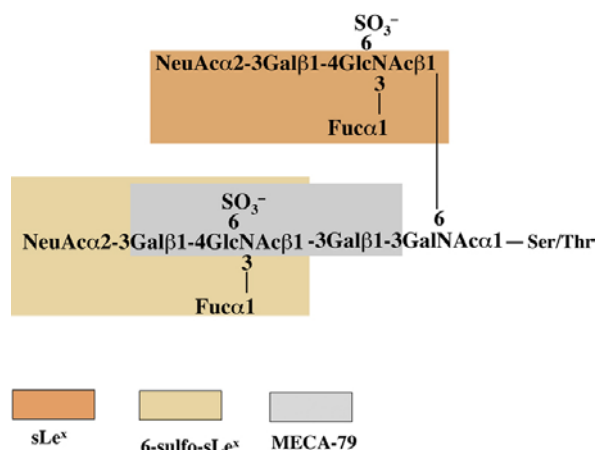 SO₃⁻
6
NeuAcα2-3Galβ1-4GlcNAcβ1
3
Fucα1
SO₃⁻
6
6
NeuAcα2-3Galβ1-4GlcNAcβ1 -3Galβ1-3GalNAcα1 — Ser/Thr
3
Fucα1
sLeˣ
6-sulfo-sLeˣ
MECA-79